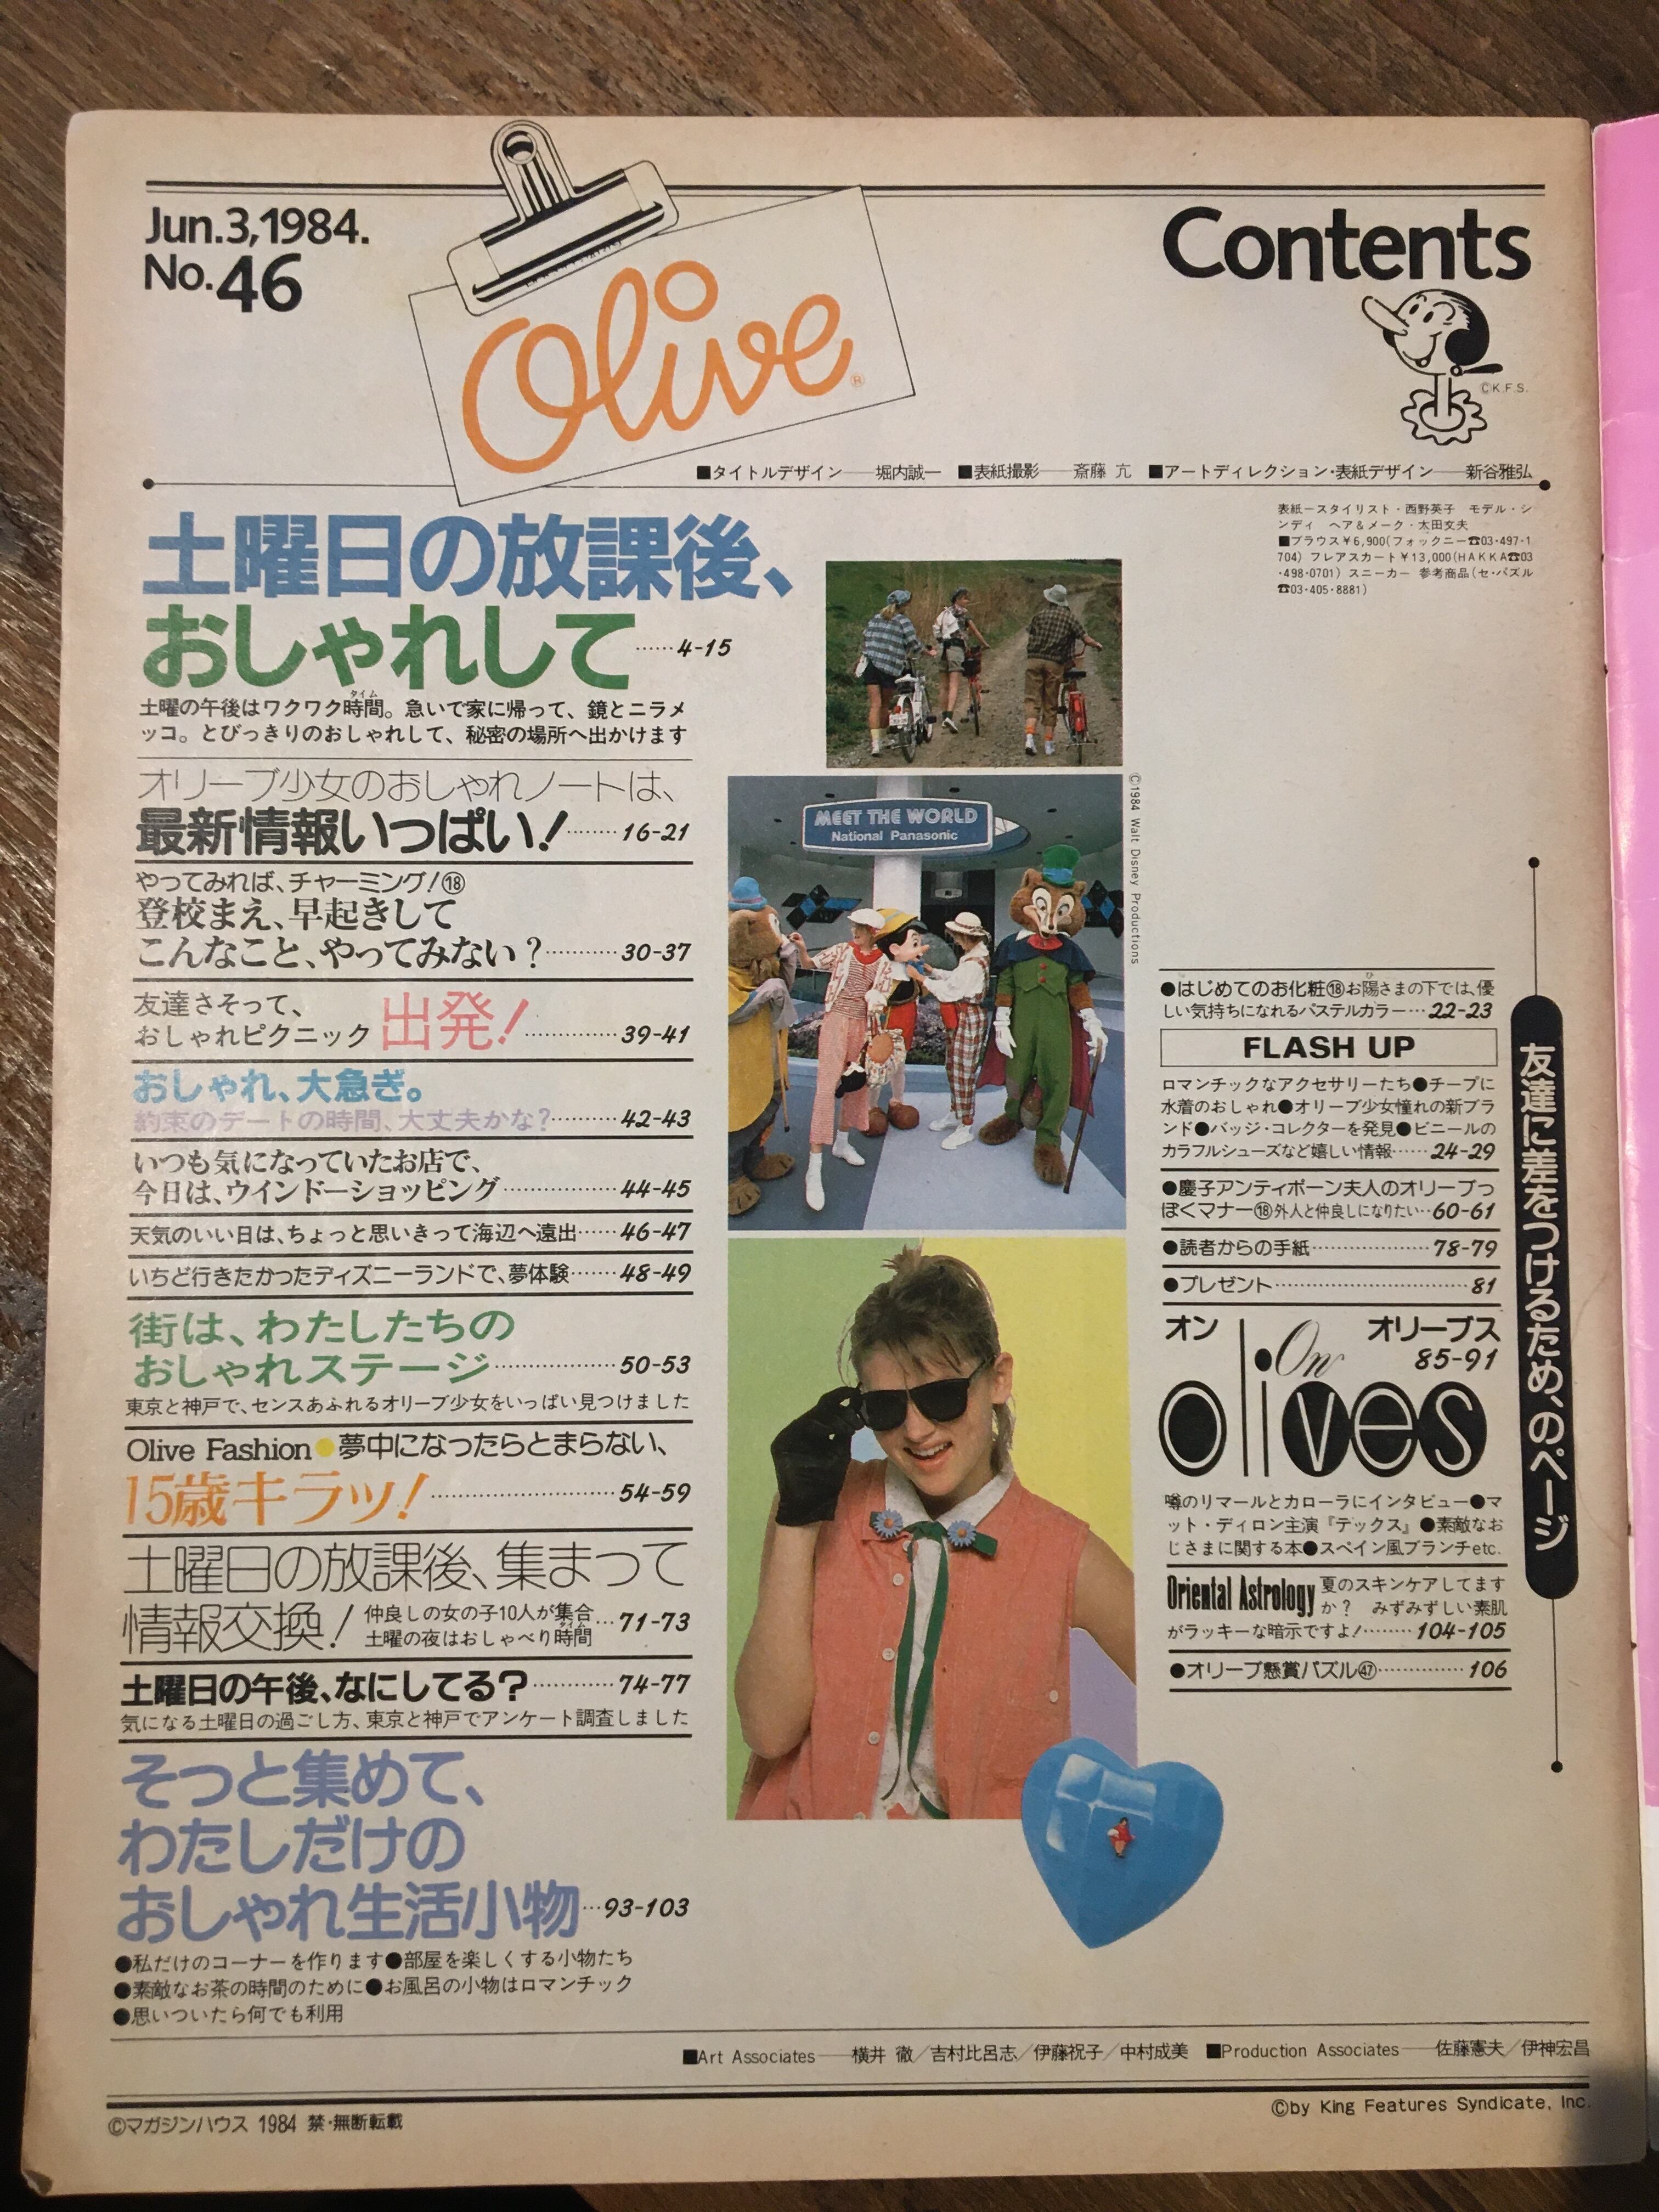 Jun.3,1984.
No.46
Olive®
Contents
©K.F.S.
■タイトルデザイン──堀内誠一 ■表紙撮影──斎藤 亢 ■アートディレクション・表紙デザイン──新谷雅弘
表紙－スタイリスト・西野英子 モデル・シ
ンディ ヘア&メーク・太田文夫
■ブラウス¥6,900(フォックニー☎03・497・1
704) フレアスカート¥13,000(HAKKA☎03
・498・0701) スニーカー 参考商品(セ・パズル
☎03・405・8881)
土曜日の放課後、
おしゃれして……4-15
タイム
土曜の午後はワクワク時間。急いで家に帰って、鏡とニラメ
ッコ。とびっきりのおしゃれして、秘密の場所へ出かけます
オリーブ少女のおしゃれノートは、
最新情報いっぱい!……16-21
やってみれば、チャーミング!⑱
登校まえ、早起きして
こんなこと、やってみない?………30-37
友達さそって、
おしゃれピクニック出発!…………39-41
おしゃれ、大急ぎ。
約束のデートの時間、大丈夫かな?………42-43
いつも気になっていたお店で、
今日は、ウインドーショッピング…………44-45
天気のいい日は、ちょっと思いきって海辺へ遠出……46-47
いちど行きたかったディズニーランドで、夢体験……48-49
街は、わたしたちの
おしゃれステージ…………50-53
東京と神戸で、センスあふれるオリーブ少女をいっぱい見つけました
Olive Fashion●夢中になったらとまらない、
15歳キラッ!………………54-59
土曜日の放課後、集まって
情報交換! 仲良しの女の子10人が集合
タイム
土曜の夜はおしゃべり時間…71-73
土曜日の午後、なにしてる?…………74-77
気になる土曜日の過ごし方、東京と神戸でアンケート調査しました
そっと集めて、
わたしだけの
おしゃれ生活小物…93-103
●私だけのコーナーを作ります●部屋を楽しくする小物たち
●素敵なお茶の時間のために●お風呂の小物はロマンチック
●思いついたら何でも利用
MEET THE WORLD
National Panasonic
©1984 Walt Disney Productions
ひ
●はじめてのお化粧⑱お陽さまの下では、優
しい気持ちになれるパステルカラー…22-23
FLASH UP
ロマンチックなアクセサリーたち●チープに
水着のおしゃれ●オリーブ少女憧れの新ブラ
ンド●バッジ・コレクターを発見●ビニールの
カラフルシューズなど嬉しい情報……24-29
●慶子アンティポーン夫人のオリーブっ
ぽくマナー⑱外人と仲良しになりたい…60-61
●読者からの手紙………………78-79
●プレゼント…………………………81
オン On オリーブス
85-91
olives
噂のリマールとカローラにインタビュー●マ
ット・ディロン主演『テックス』●素敵なお
じさまに関する本●スペイン風ブランチetc.
Oriental Astrology 夏のスキンケアしてます
か? みずみずしい素肌
がラッキーな暗示ですよ!………104-105
●オリーブ懸賞パズル㊼……………106
友達に差をつけるため、のページ
■Art Associates──横井 徹／吉村比呂志／伊藤祝子／中村成美 ■Production Associates──佐藤憲夫／伊神宏昌
©マガジンハウス 1984 禁・無断転載
©by King Features Syndicate, Inc.